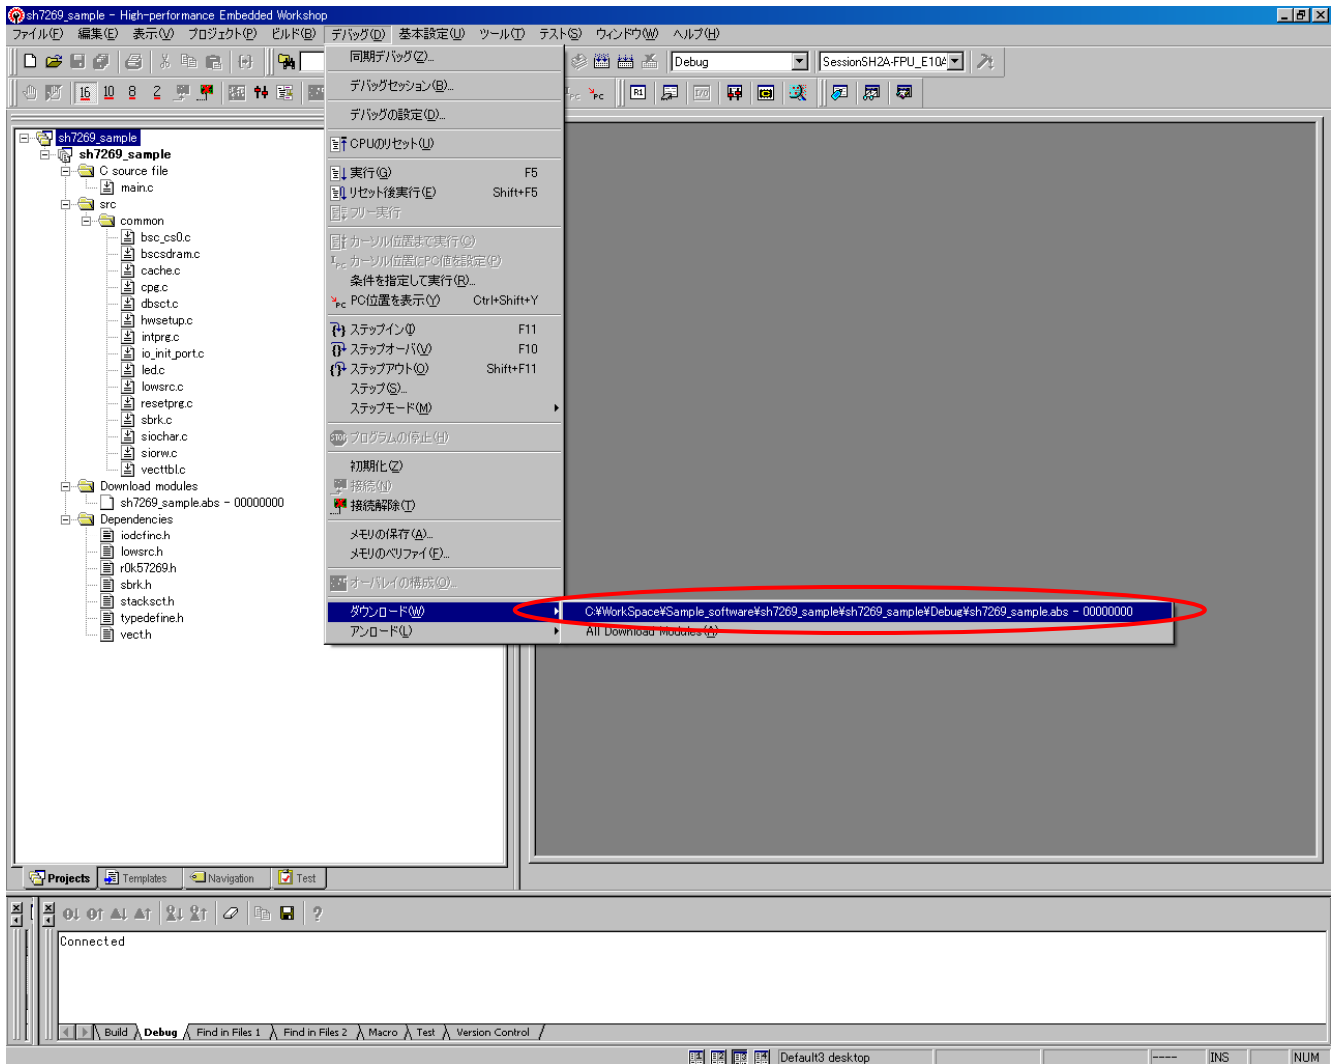 sh7269_sample - High-performance Embedded Workshop
ファイル(F) 編集(E) 表示(V) プロジェクト(P) ビルド(B) デバッグ(D) 基本設定(U) ツール(T) テスト(S) ウィンドウ(W) ヘルプ(H)
Debug
SessionSH2A-FPU_E10A
16 10 8 2
同期デバッグ(Z)...
デバッグセッション(B)...
デバッグの設定(D)...
CPUのリセット(U)
実行(G) F5
リセット後実行(E) Shift+F5
フリー実行
カーソル位置まで実行(C)
カーソル位置にPC値を設定(P)
条件を指定して実行(R)...
PC位置を表示(Y) Ctrl+Shift+Y
ステップイン(I) F11
ステップオーバ(V) F10
ステップアウト(O) Shift+F11
ステップ(S)...
ステップモード(M)
プログラムの停止(H)
初期化(Z)
接続(N)
接続解除(T)
メモリの保存(A)...
メモリのベリファイ(F)...
オーバレイの構成(O)...
ダウンロード(W)
アンロード(L)
C:¥WorkSpace¥Sample_software¥sh7269_sample¥sh7269_sample¥Debug¥sh7269_sample.abs - 00000000
All Download Modules (A)
sh7269_sample
sh7269_sample
C source file
main.c
src
common
bsc_cs0.c
bscsdram.c
cache.c
cpg.c
dbsct.c
hwsetup.c
intprg.c
io_init_port.c
led.c
lowsrc.c
resetprg.c
sbrk.c
siochar.c
siorw.c
vecttbl.c
Download modules
sh7269_sample.abs - 00000000
Dependencies
iodefine.h
lowsrc.h
r0k57269.h
sbrk.h
stacksct.h
typedefine.h
vect.h
Projects Templates Navigation Test
Connected
Build Debug Find in Files 1 Find in Files 2 Macro Test Version Control
Default3 desktop ---- INS NUM